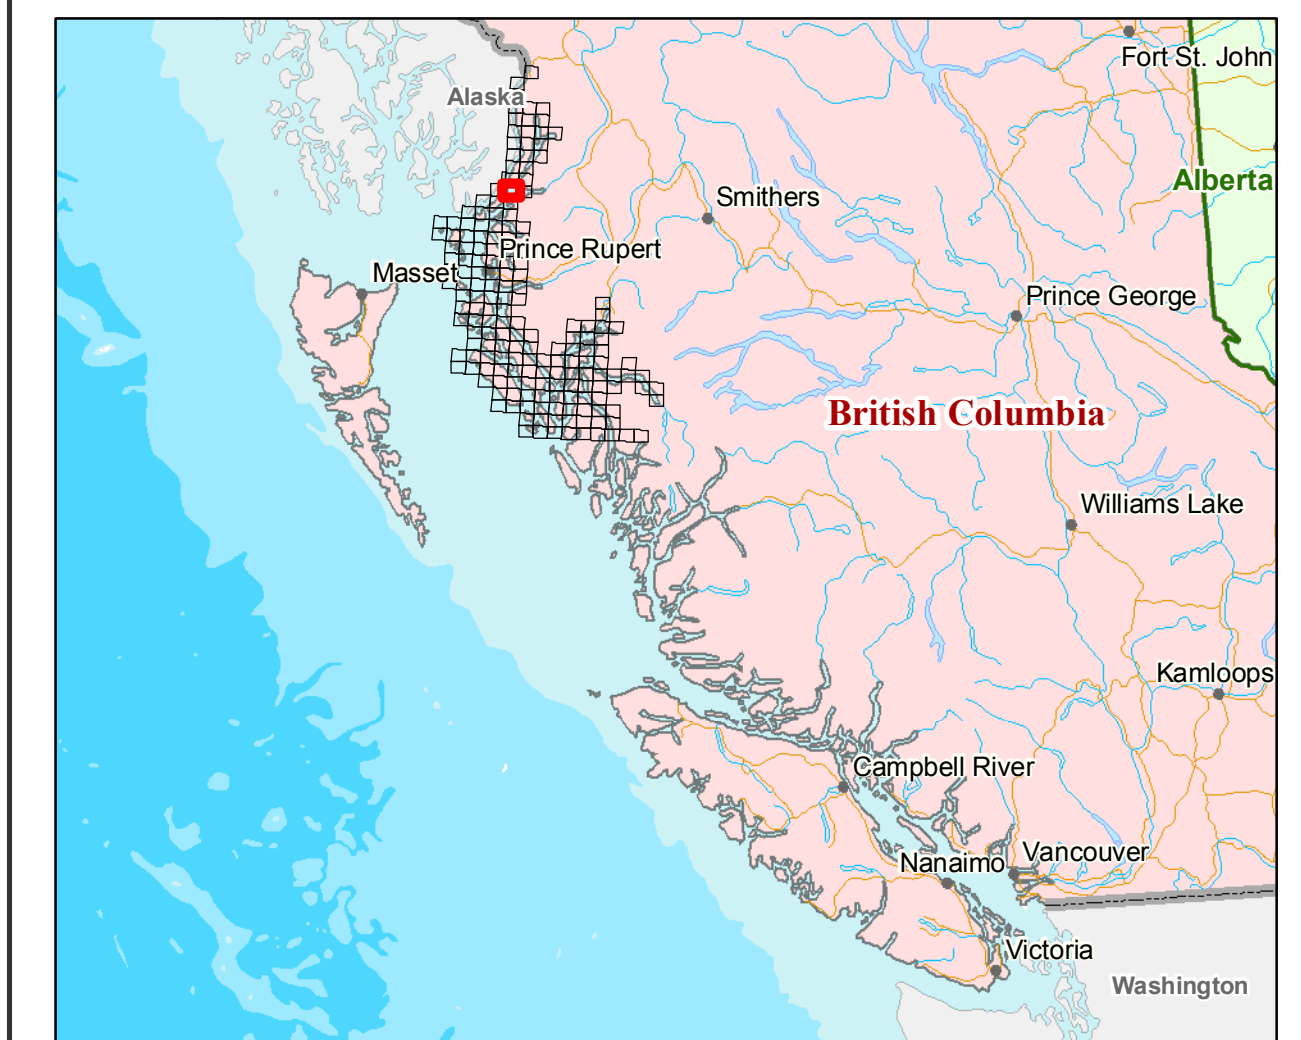 Fort St. John
Alaska
Alberta
Smithers
Prince Rupert
Masset
Prince George
British Columbia
Williams Lake
Kamloops
Campbell River
Vancouver
Nanaimo
Victoria
Washington